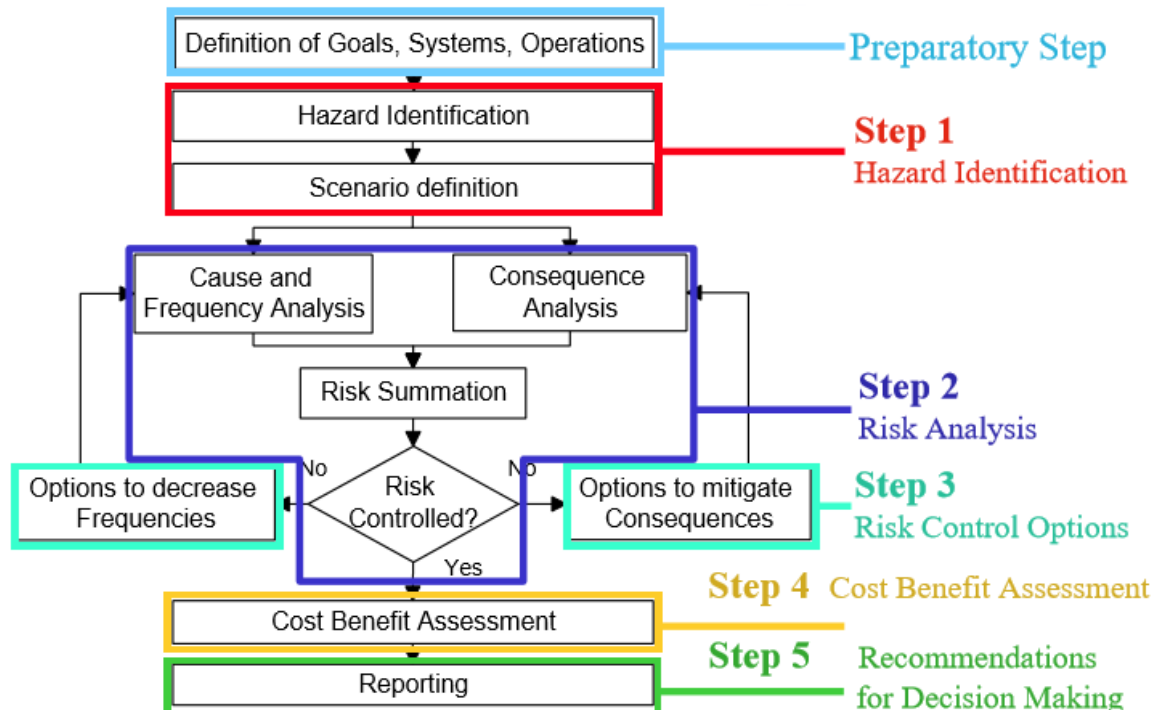 Definition of Goals, Systems, Operations
Preparatory Step
Hazard Identification
Scenario definition
Step 1
Hazard Identification
Cause and
Frequency Analysis
Consequence
Analysis
Risk Summation
Step 2
Risk Analysis
No
No
Options to decrease
Frequencies
Risk
Controlled?
Options to mitigate
Consequences
Step 3
Risk Control Options
Yes
Cost Benefit Assessment
Step 4 Cost Benefit Assessment
Reporting
Step 5 Recommendations
for Decision Making